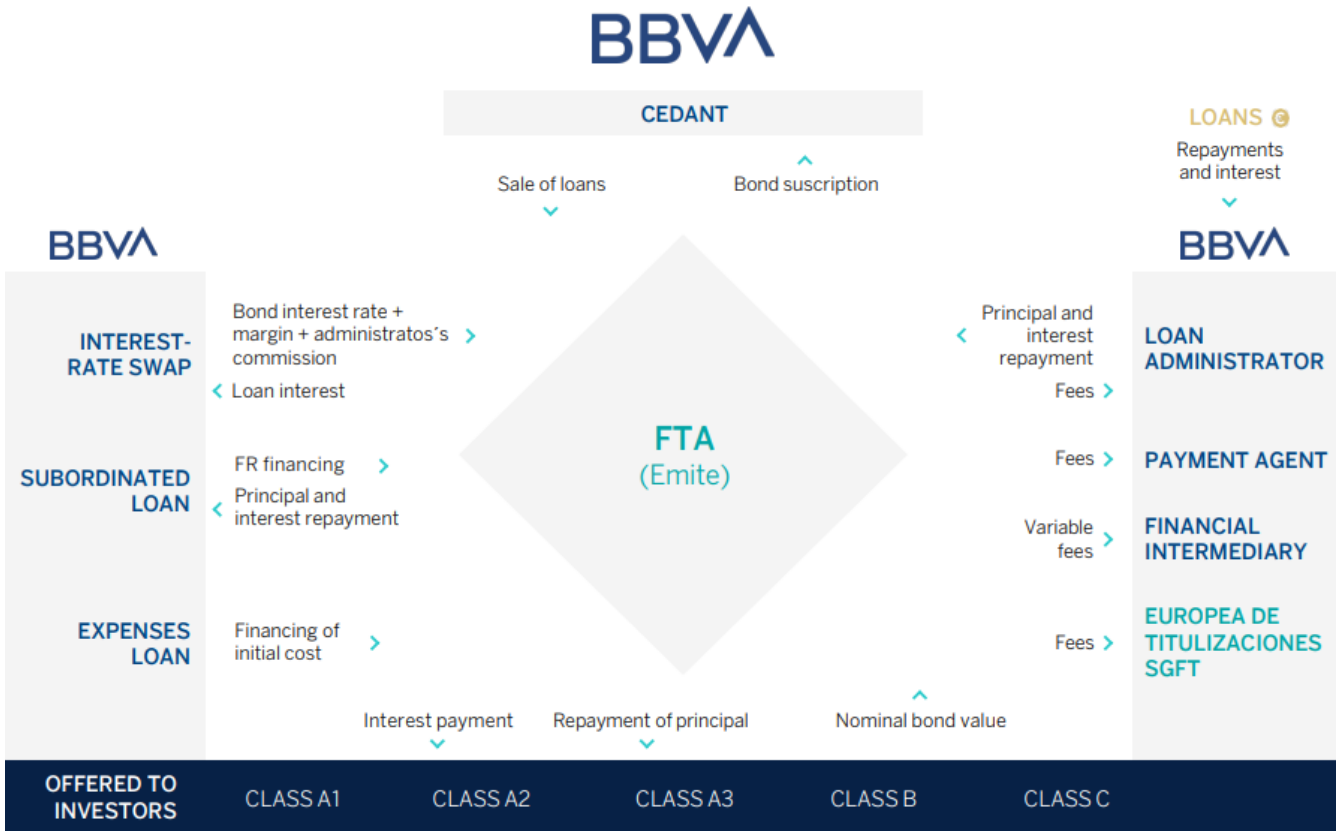 BBVA
CEDANT
Sale of loans
Bond suscription
LOANS
Repayments
and interest
BBVA
BBVA
INTEREST-
RATE SWAP
Bond interest rate +
margin + administratos´s
commission
Loan interest
SUBORDINATED
LOAN
FR financing
Principal and
interest repayment
EXPENSES
LOAN
Financing of
initial cost
FTA
(Emite)
Principal and
interest
repayment
Fees
LOAN
ADMINISTRATOR
Fees
PAYMENT AGENT
Variable
fees
FINANCIAL
INTERMEDIARY
Fees
EUROPEA DE
TITULIZACIONES
SGFT
Interest payment
Repayment of principal
Nominal bond value
OFFERED TO
INVESTORS
CLASS A1
CLASS A2
CLASS A3
CLASS B
CLASS C